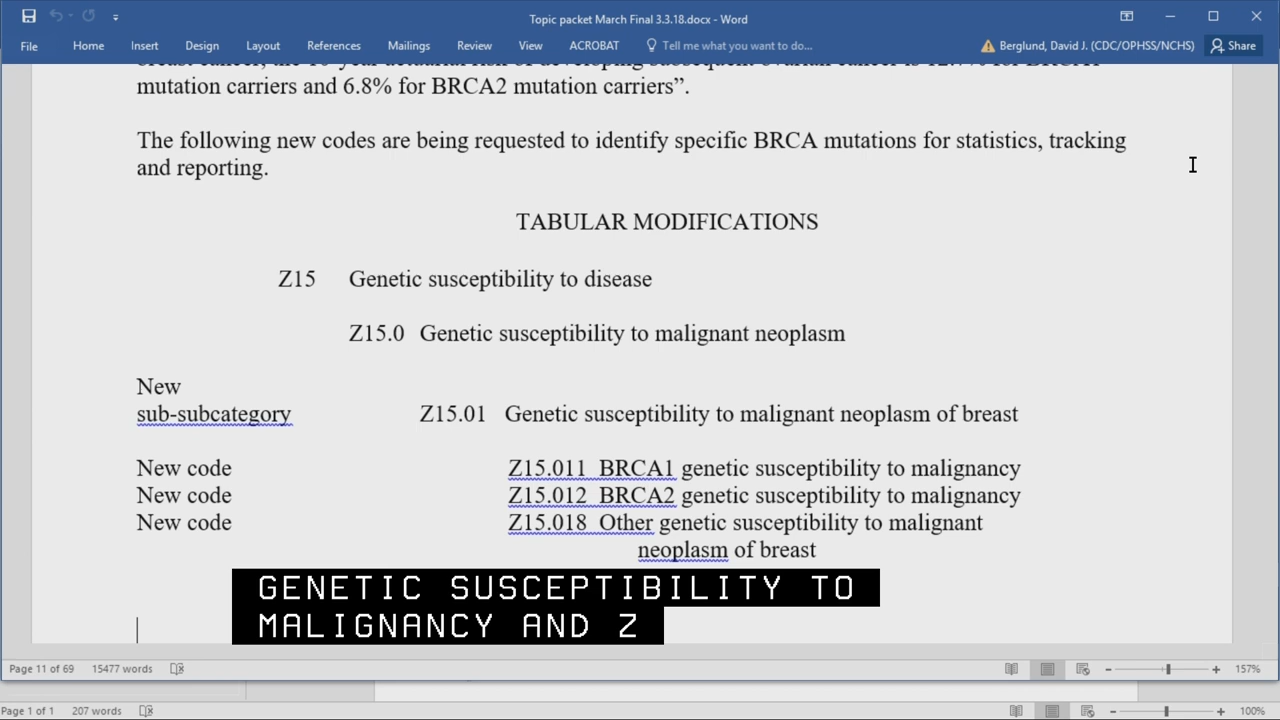 Topic packet March Final 3.3.18.docx - Word
File Home Insert Design Layout References Mailings Review View ACROBAT Tell me what you want to do... Berglund, David J. (CDC/OPHSS/NCHS) Share
mutation carriers and 6.8% for BRCA2 mutation carriers”.
The following new codes are being requested to identify specific BRCA mutations for statistics, tracking
and reporting.
TABULAR MODIFICATIONS
Z15 Genetic susceptibility to disease
Z15.0 Genetic susceptibility to malignant neoplasm
New
sub-subcategory Z15.01 Genetic susceptibility to malignant neoplasm of breast
New code Z15.011 BRCA1 genetic susceptibility to malignancy
New code Z15.012 BRCA2 genetic susceptibility to malignancy
New code Z15.018 Other genetic susceptibility to malignant
neoplasm of breast
GENETIC SUSCEPTIBILITY TO
MALIGNANCY AND Z
Page 11 of 69 15477 words 157%
Page 1 of 1 207 words 100%